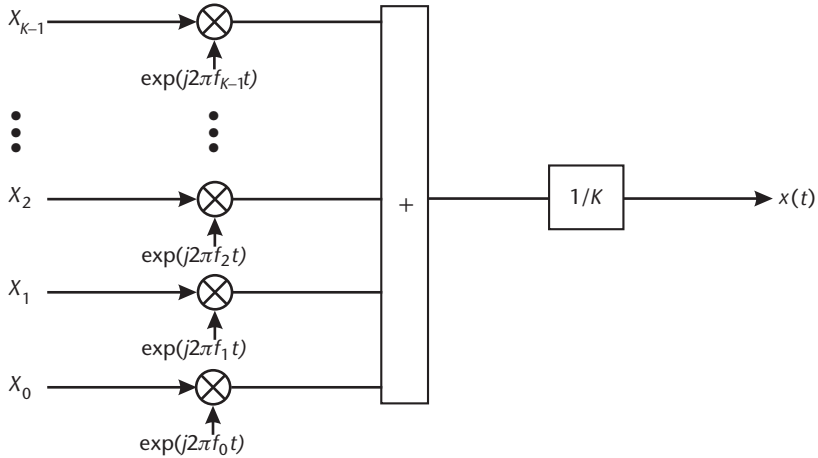 X_{K–1}
exp(j2πf_{K–1}t)
X_2
exp(j2πf_2t)
X_1
exp(j2πf_1t)
X_0
exp(j2πf_0t)
+
1/K
x(t)